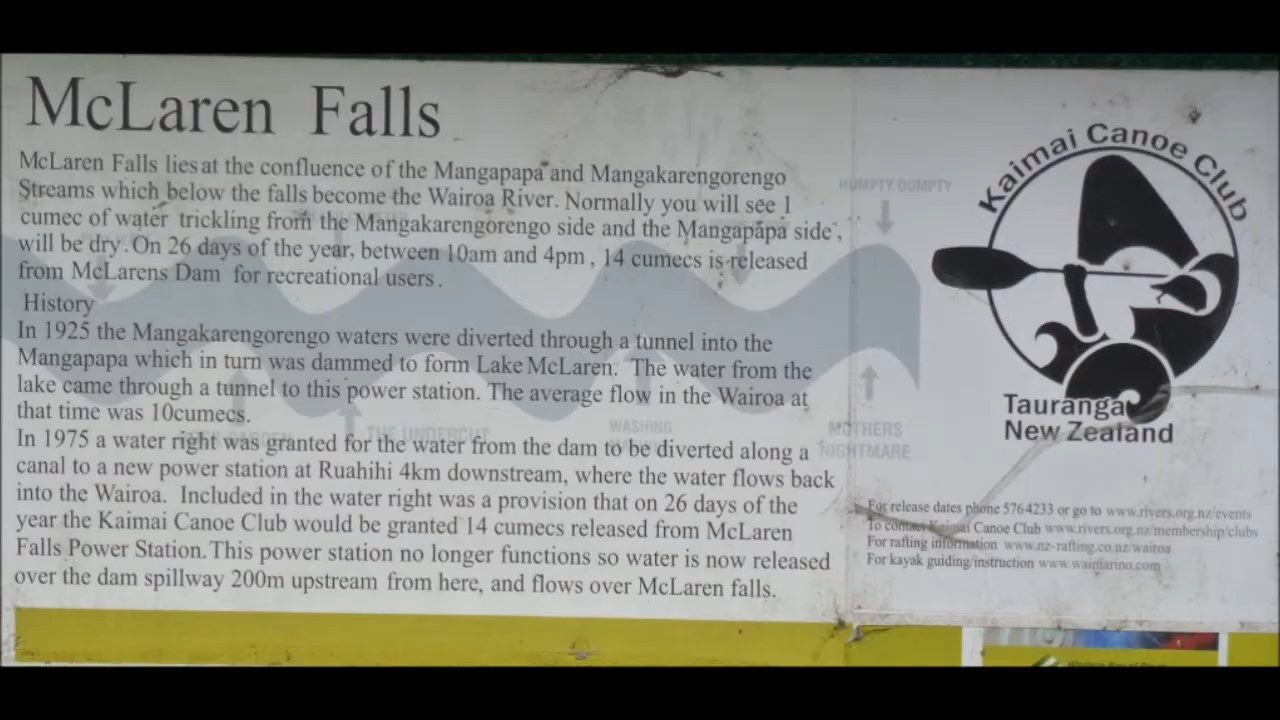 McLaren Falls
McLaren Falls lies at the confluence of the Mangapapa and Mangakarengorengo
Streams which below the falls become the Wairoa River. Normally you will see 1
cumec of water trickling from the Mangakarengorengo side and the Mangapapa side,
will be dry. On 26 days of the year, between 10am and 4pm, 14 cumecs is released
from McLarens Dam for recreational users.
History
In 1925 the Mangakarengorengo waters were diverted through a tunnel into the
Mangapapa which in turn was dammed to form Lake McLaren. The water from the
lake came through a tunnel to this power station. The average flow in the Wairoa at
that time was 10cumecs.
In 1975 a water right was granted for the water from the dam to be diverted along a
canal to a new power station at Ruahihi 4km downstream, where the water flows back
into the Wairoa. Included in the water right was a provision that on 26 days of the
year the Kaimai Canoe Club would be granted 14 cumecs released from McLaren
Falls Power Station. This power station no longer functions so water is now released
over the dam spillway 200m upstream from here, and flows over McLaren falls.
HUMPTY DUMPTY
THE UNDERCUT
WASHING
MOTHERS
NIGHTMARE
Kaimai Canoe Club
Tauranga
New Zealand
For release dates phone 5764233 or go to www.rivers.org.nz/events
To contact Kaimai Canoe Club www.rivers.org.nz/membership/clubs
For rafting information www.nz-rafting.co.nz/wairoa
For kayak guiding/instruction www.waimarino.com